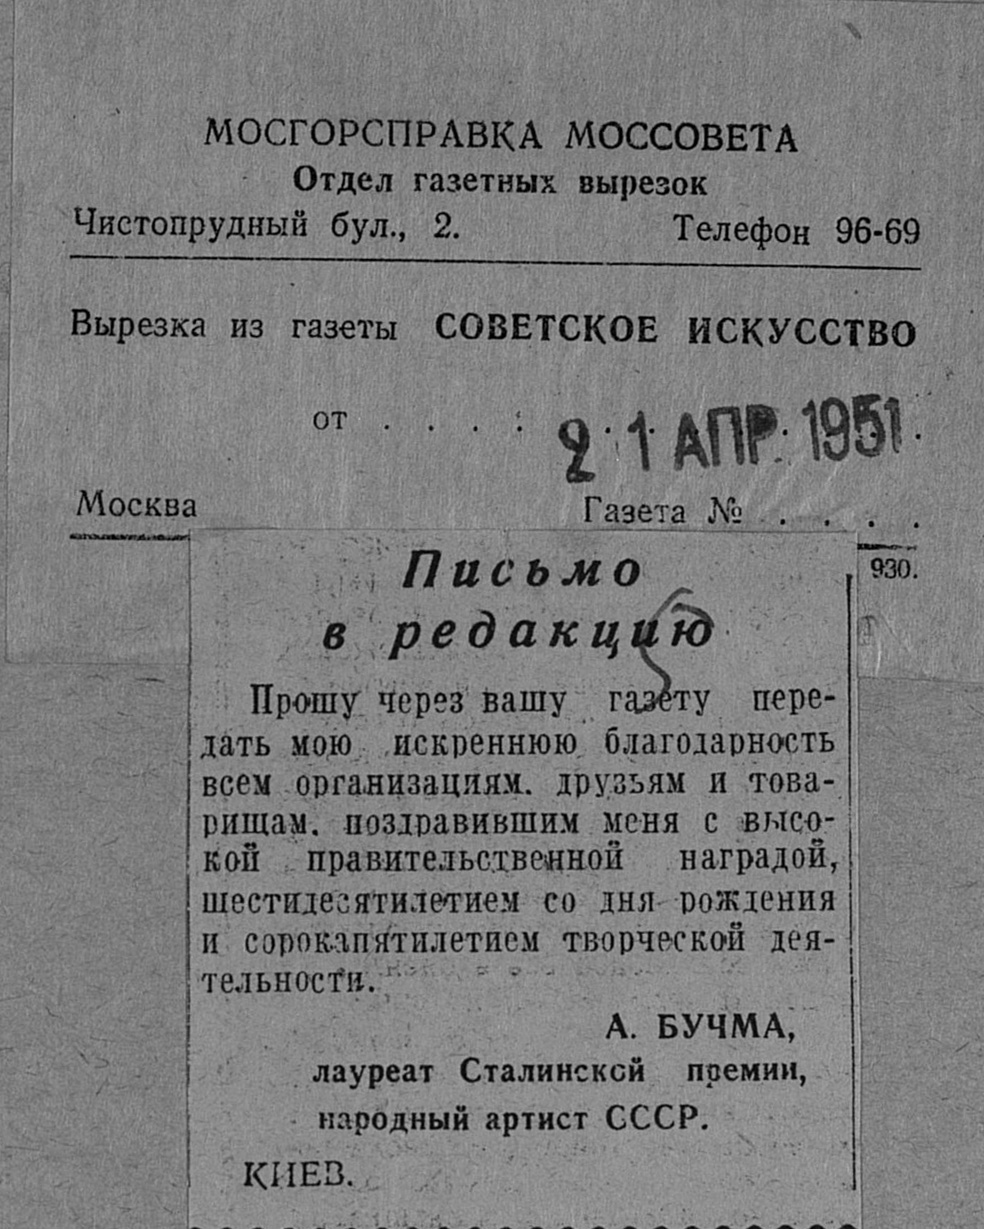 МОСГОРСПРАВКА МОССОВЕТА
Отдел газетных вырезок
Чистопрудный бул., 2. Телефон 96-69
Вырезка из газеты СОВЕТСКОЕ ИСКУССТВО
от . . . . 21 АПР 1951
Москва Газета № . . . .
930.
Письмо
в редакцию
Прошу через вашу газету пере-
дать мою искреннюю благодарность
всем организациям. друзьям и това-
рищам. поздравившим меня с высо-
кой правительственной наградой,
шестидесятилетием со дня рождения
и сорокапятилетием творческой дея-
тельности.
А. БУЧМА,
лауреат Сталинской премии,
народный артист СССР.
КИЕВ.